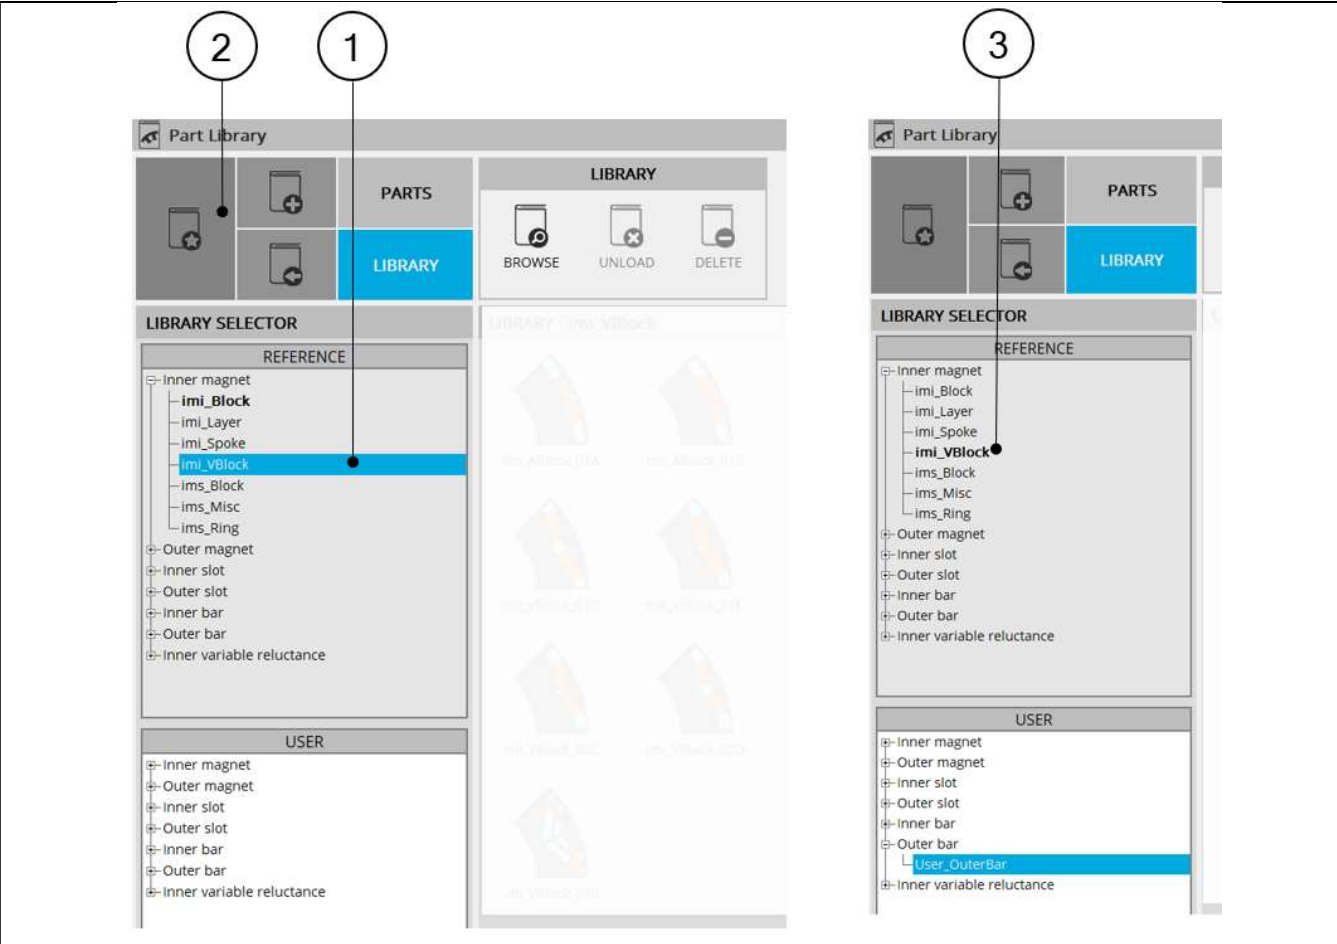 2
1
3
Part Library
PARTS
LIBRARY
LIBRARY
BROWSE
UNLOAD
DELETE
LIBRARY SELECTOR
REFERENCE
Inner magnet
imi_Block
imi_Layer
imi_Spoke
imi_VBlock
ims_Block
ims_Misc
ims_Ring
Outer magnet
Inner slot
Outer slot
Inner bar
Outer bar
Inner variable reluctance
USER
Inner magnet
Outer magnet
Inner slot
Outer slot
Inner bar
Outer bar
Inner variable reluctance
LIBRARY : imi_VBlock
Part Library
PARTS
LIBRARY
LIBRARY SELECTOR
REFERENCE
Inner magnet
imi_Block
imi_Layer
imi_Spoke
imi_VBlock
ims_Block
ims_Misc
ims_Ring
Outer magnet
Inner slot
Outer slot
Inner bar
Outer bar
Inner variable reluctance
USER
Inner magnet
Outer magnet
Inner slot
Outer slot
Inner bar
Outer bar
User_OuterBar
Inner variable reluctance